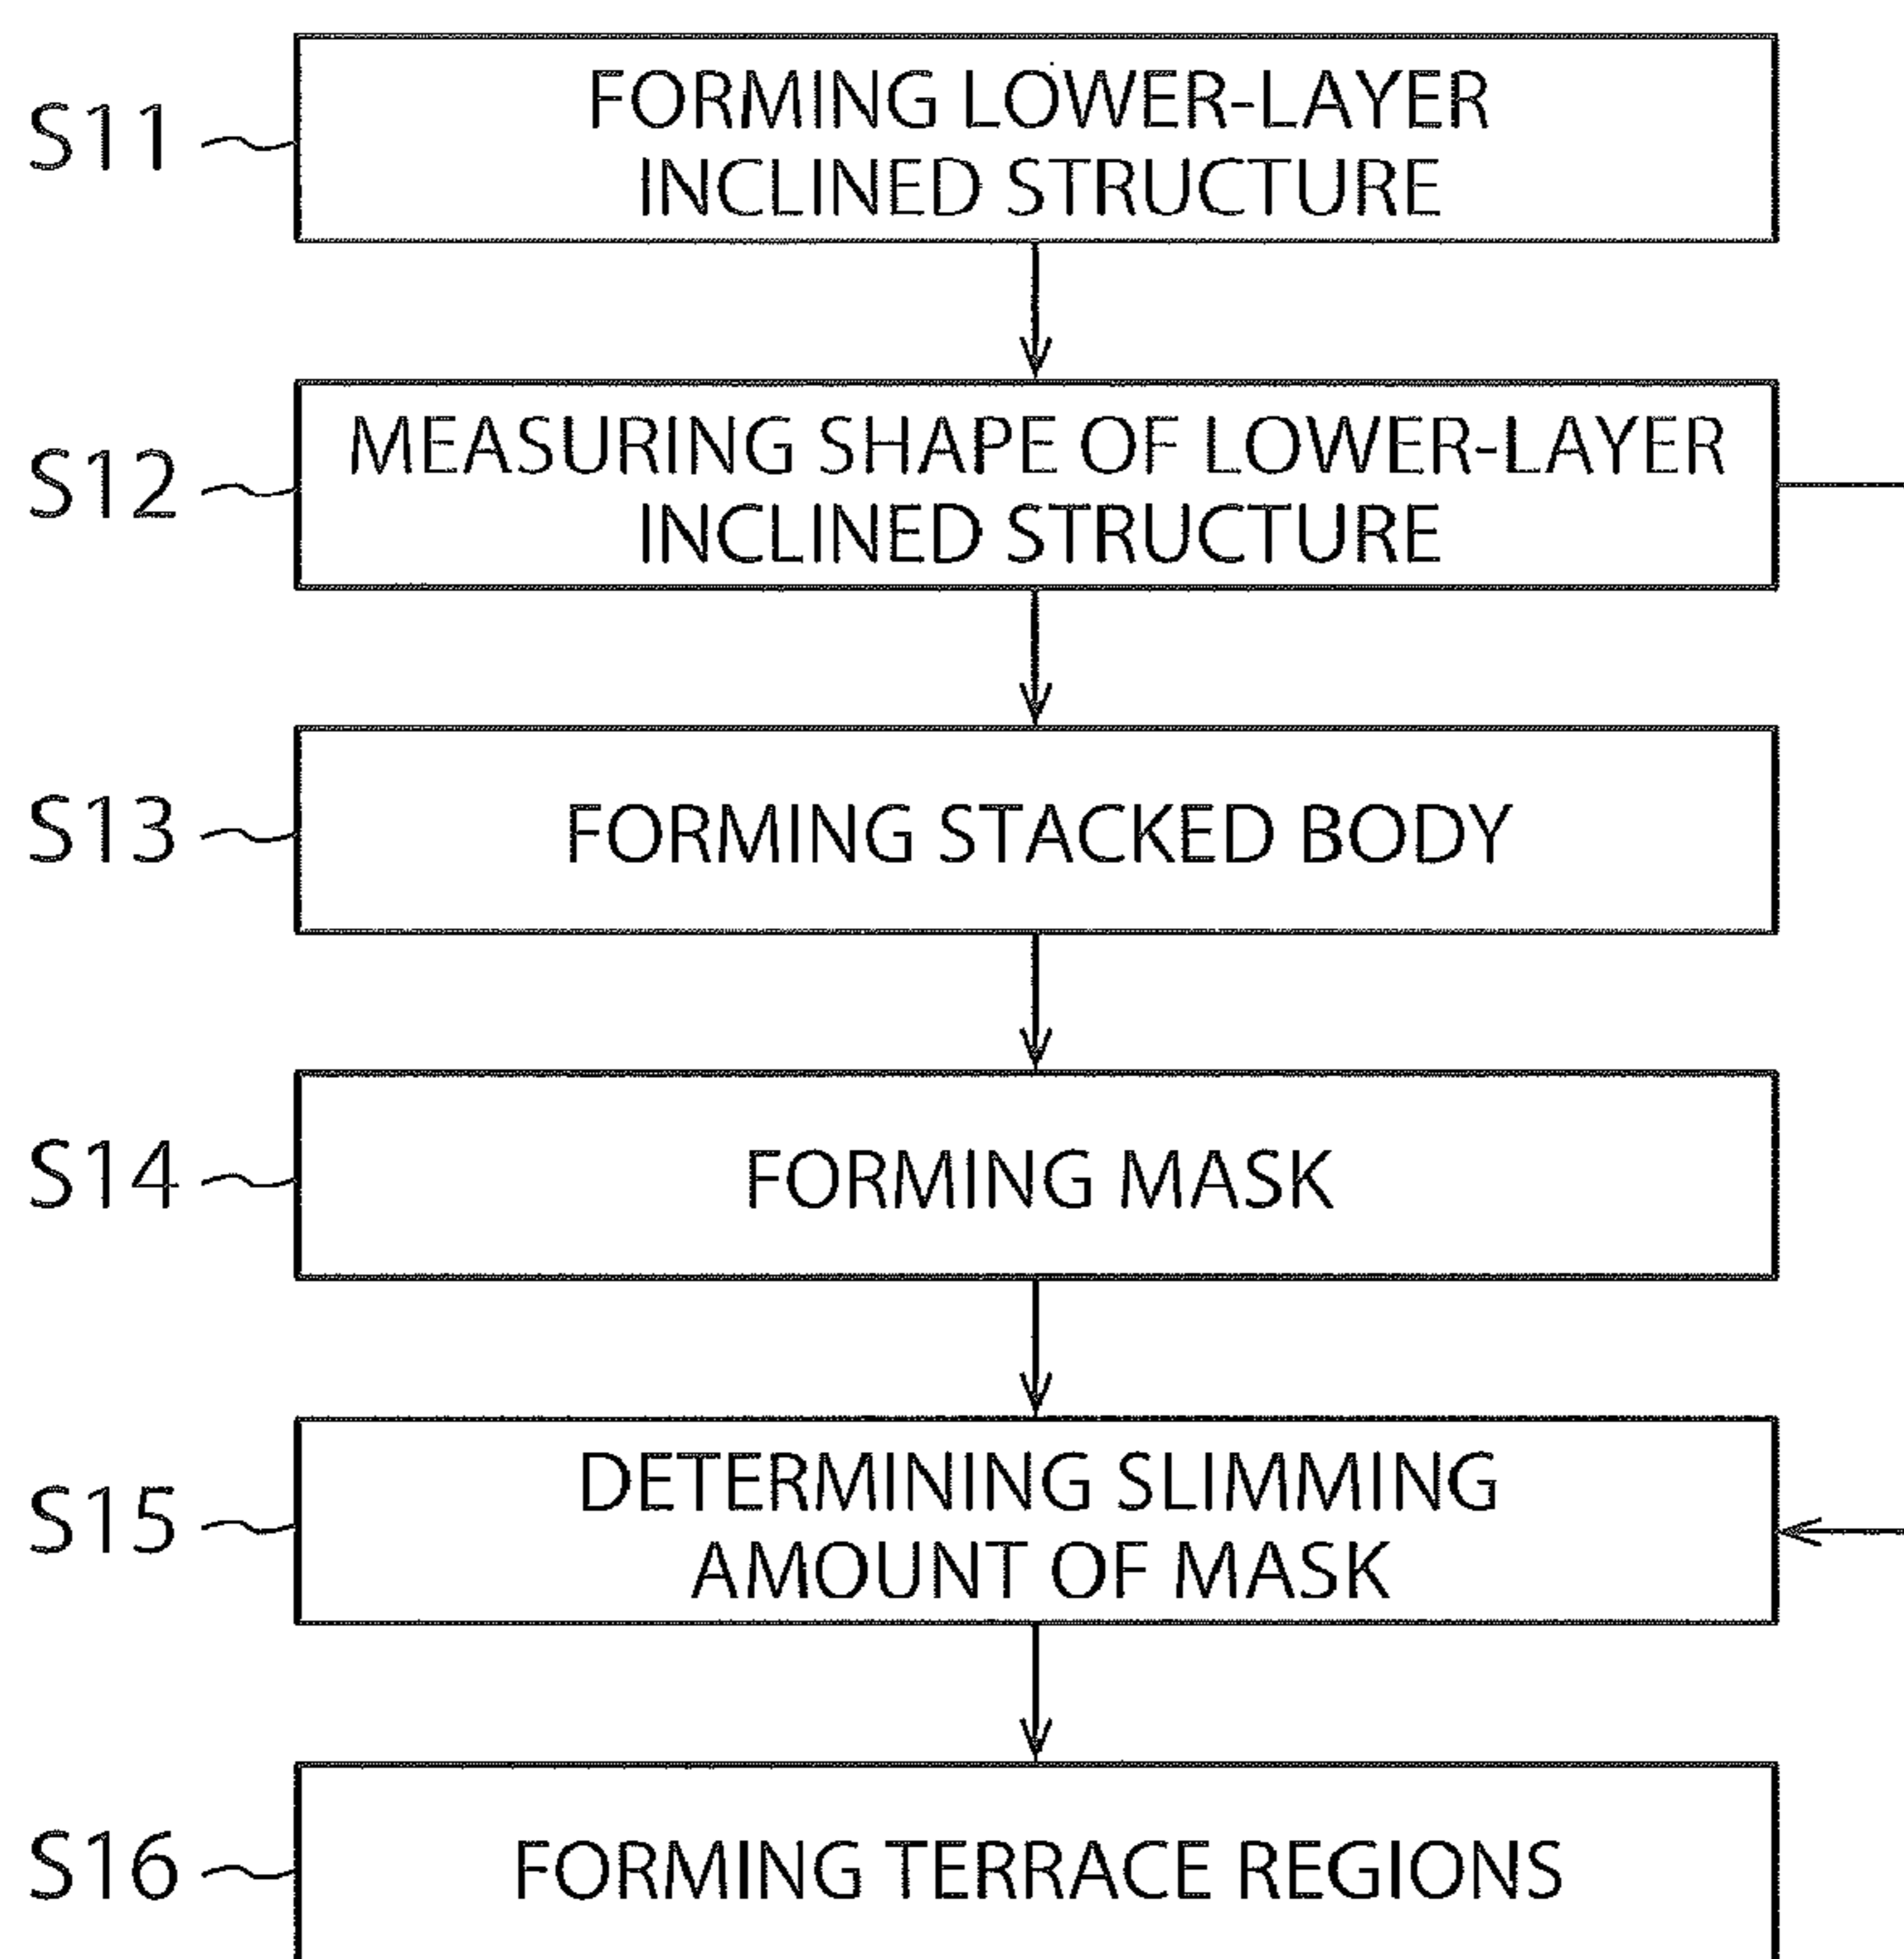 S11
FORMING LOWER-LAYER
INCLINED STRUCTURE
S12
MEASURING SHAPE OF LOWER-LAYER
INCLINED STRUCTURE
S13
FORMING STACKED BODY
S14
FORMING MASK
S15
DETERMINING SLIMMING
AMOUNT OF MASK
S16
FORMING TERRACE REGIONS